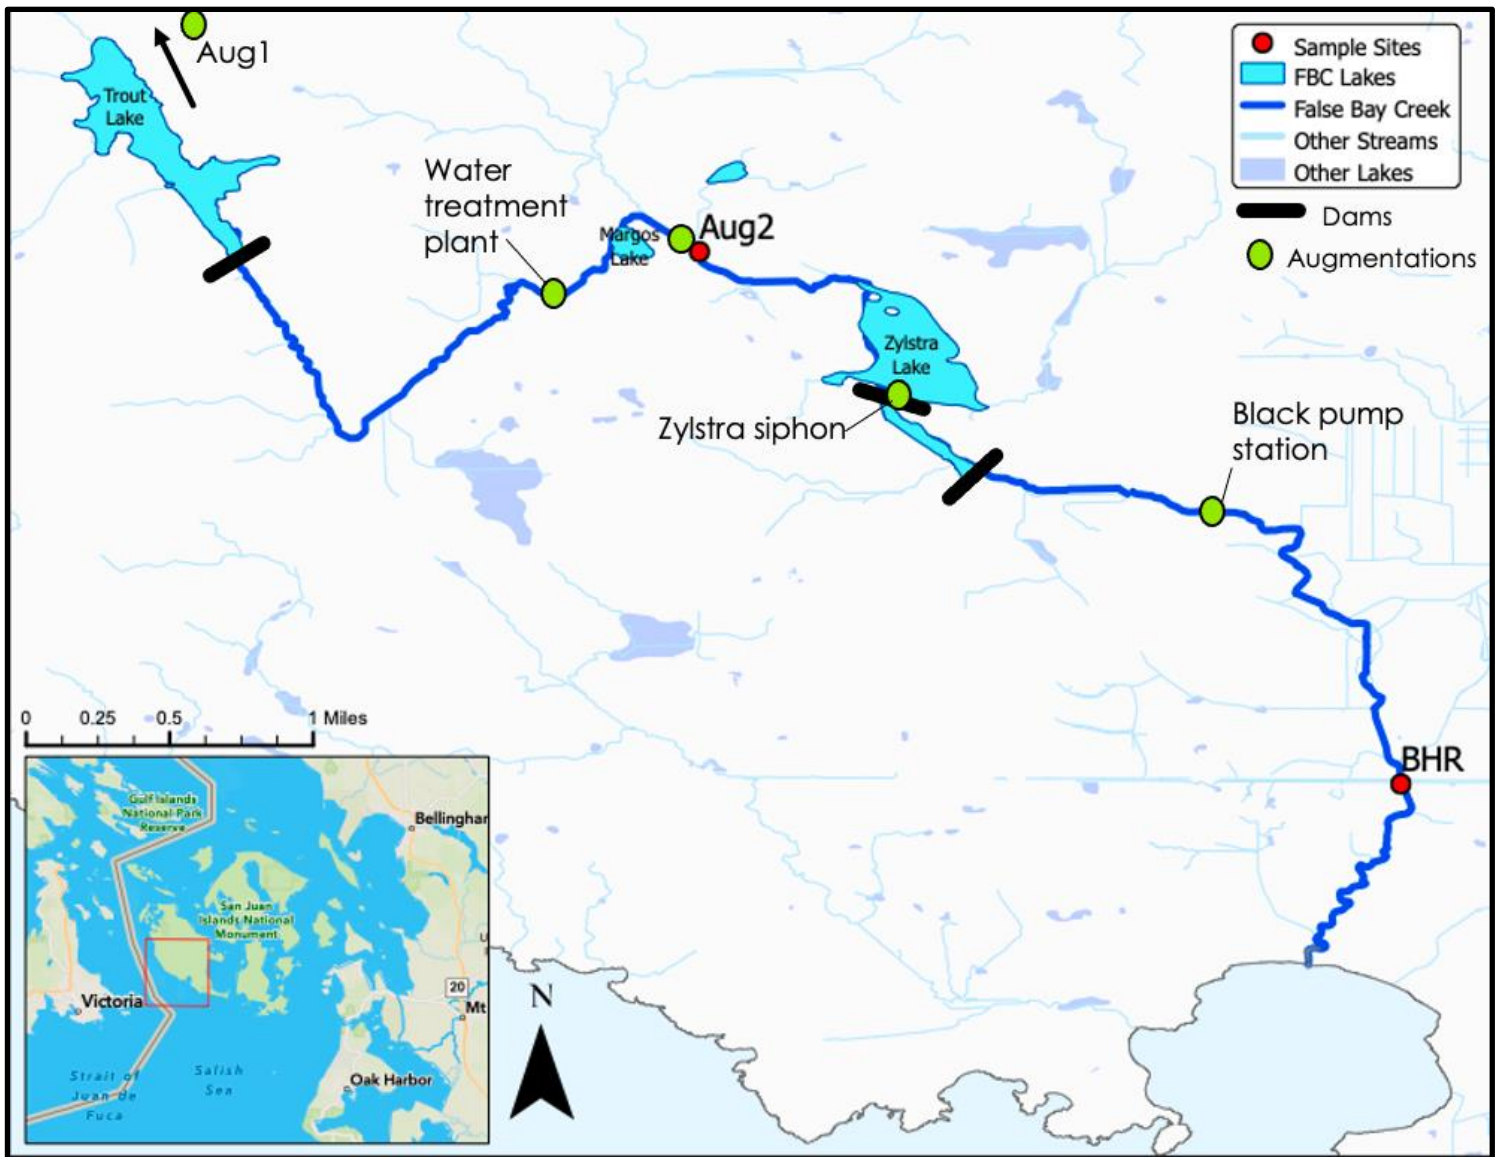 Aug1
Trout
Lake
Water
treatment
plant
Margos
Lake
Aug2
Zylstra
Lake
Zylstra siphon
Black pump
station
BHR
Sample Sites
FBC Lakes
False Bay Creek
Other Streams
Other Lakes
Dams
Augmentations
0 0.25 0.5 1 Miles
Gulf Islands
National Park
Reserve
Bellinghar
San Juan
Islands National
Monument
Victoria
20
Mt
Oak Harbor
Strait of
Juan de
Fuca
Salish
Sea
N